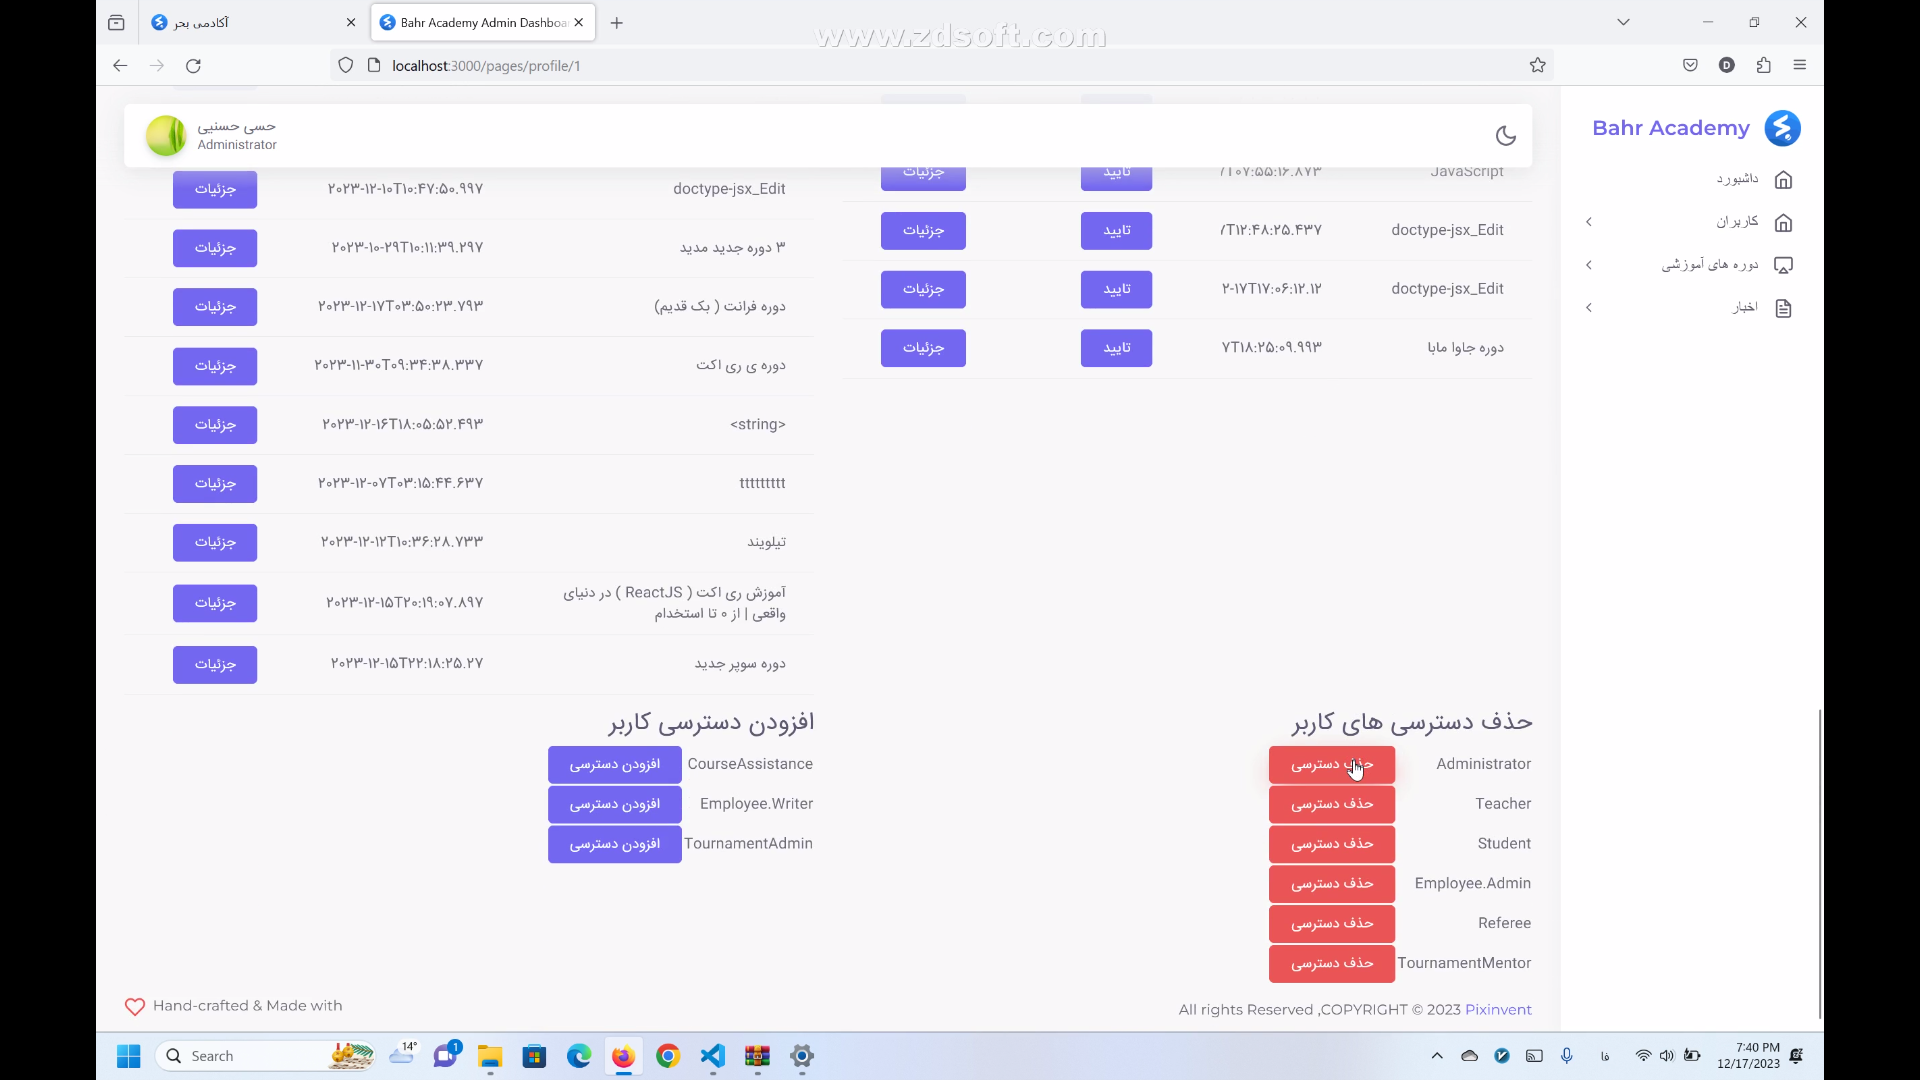 آکادمی بحر
Bahr Academy Admin Dashboa
www.zdsoft.com
localhost:3000/pages/profile/1
حسی حسنیی
Administrator
Bahr Academy
داشبورد
کاربران
دوره های آموزشی
اخبار
JavaScript ۲۷T۰۷:۵۵:۱۶.۸۷۳ تایید جزئیات
doctype-jsx_Edit ۷T۱۲:۴۸:۲۵.۴۳۷ تایید جزئیات
doctype-jsx_Edit ۲-۱۷T۱۷:۰۶:۱۲.۱۲ تایید جزئیات
دوره جاوا مابا ۷T۱۸:۲۵:۰۹.۹۹۳ تایید جزئیات
doctype-jsx_Edit ۲۰۲۳-۱۲-۱۰T۱۰:۴۷:۵۰.۹۹۷ جزئیات
۳ دوره جدید مدید ۲۰۲۳-۱۰-۲۹T۱۰:۱۱:۳۹.۲۹۷ جزئیات
دوره فرانت ( بک قدیم) ۲۰۲۳-۱۲-۱۷T۰۳:۵۰:۲۳.۷۹۳ جزئیات
دوره ی ری اکت ۲۰۲۳-۱۱-۳۰T۰۹:۳۴:۳۸.۳۳۷ جزئیات
<string> ۲۰۲۳-۱۲-۱۶T۱۸:۰۵:۵۲.۴۹۳ جزئیات
ttttttttt ۲۰۲۳-۱۲-۰۷T۰۳:۱۵:۴۴.۶۳۷ جزئیات
تیلویند ۲۰۲۳-۱۲-۱۲T۱۰:۳۶:۲۸.۷۳۳ جزئیات
آموزش ری اکت ( ReactJS ) در دنیای
واقعی | از ۰ تا استخدام ۲۰۲۳-۱۲-۱۵T۲۰:۱۹:۰۷.۸۹۷ جزئیات
دوره سوپر جدید ۲۰۲۳-۱۲-۱۵T۲۲:۱۸:۲۵.۲۷ جزئیات
حذف دسترسی های کاربر
Administrator حذف دسترسی
Teacher حذف دسترسی
Student حذف دسترسی
Employee.Admin حذف دسترسی
Referee حذف دسترسی
TournamentMentor حذف دسترسی
افزودن دسترسی کاربر
CourseAssistance افزودن دسترسی
Employee.Writer افزودن دسترسی
TournamentAdmin افزودن دسترسی
All rights Reserved ,COPYRIGHT © 2023 Pixinvent
Hand-crafted & Made with
Search
14°
1
فا
7:40 PM
12/17/2023